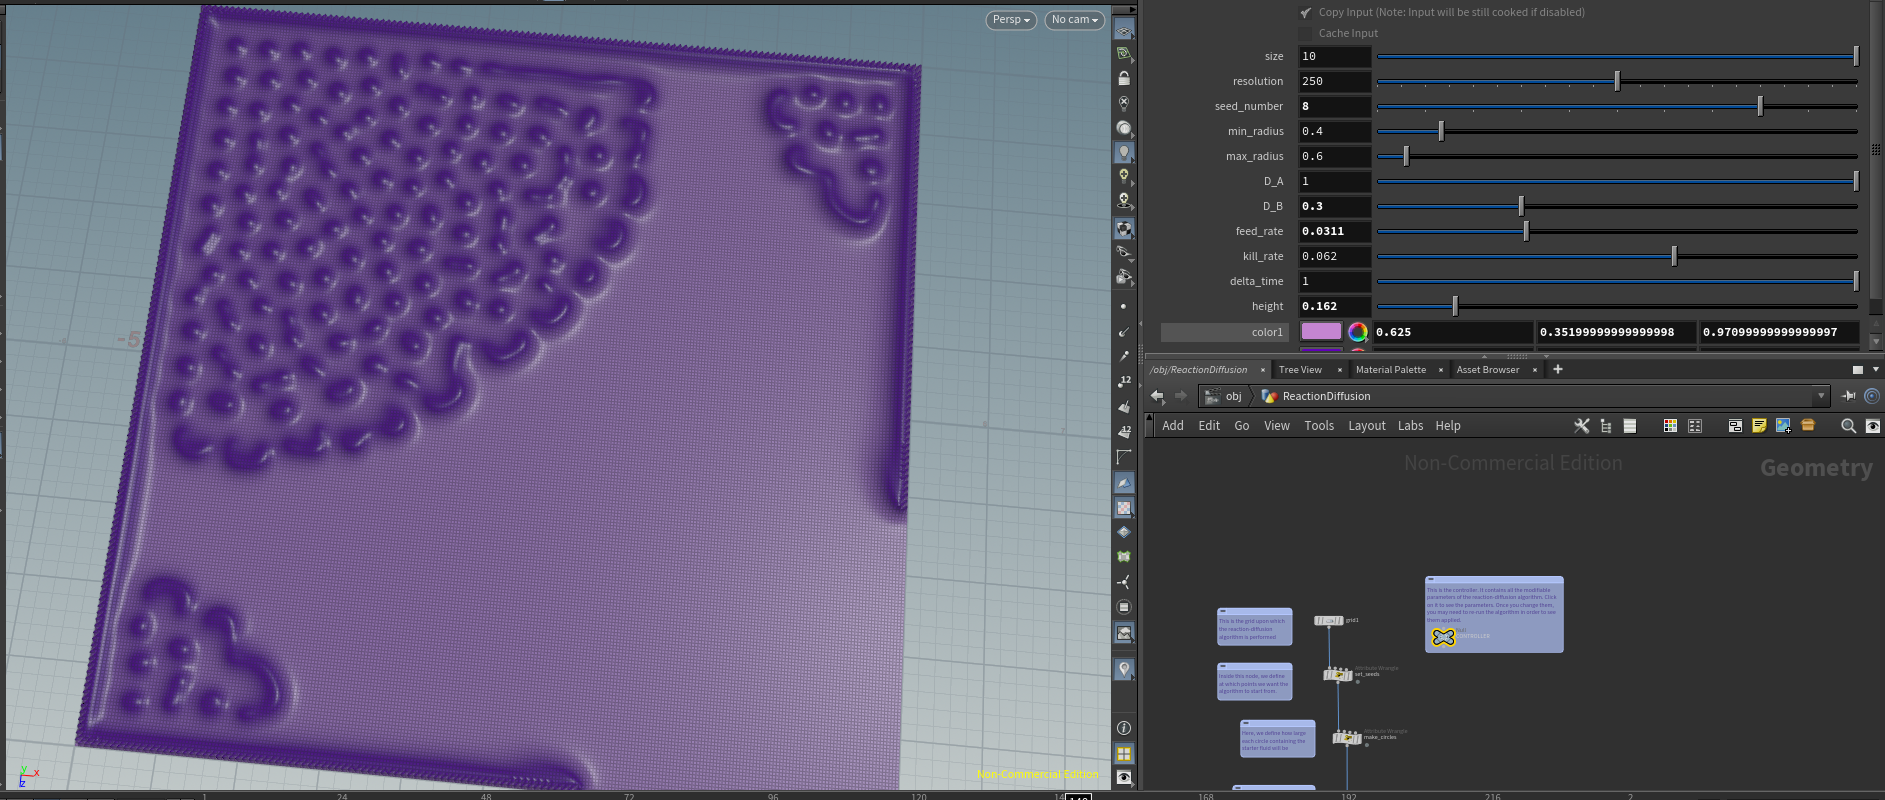 Persp
No cam
-5
12
12
y
x
z
Non-Commercial Edition
1
24
48
72
96
120
Copy Input (Note: Input will be still cooked if disabled)
Cache Input
size 10
resolution 250
seed_number 8
min_radius 0.4
max_radius 0.6
D_A 1
D_B 0.3
feed_rate 0.0311
kill_rate 0.062
delta_time 1
height 0.162
color1 0.625 0.35199999999999998 0.97099999999999997
/obj/ReactionDiffusion × Tree View × Material Palette × Asset Browser × +
obj ReactionDiffusion
Add Edit Go View Tools Layout Labs Help
Non-Commercial Edition
Geometry
This is the grid upon which
the reaction-diffusion
algorithm is performed
grid1
This is the controller. It contains all the modifiable
parameters of the reaction-diffusion algorithm. Click
on it to see the parameters. Once you change them,
you may need to re-run the algorithm in order to see
them applied.
Null
CONTROLLER
Inside this node, we define
at which points we want the
algorithm to start from.
Attribute Wrangle
set_seeds
Here, we define how large
each circle containing the
starter fluid will be
Attribute Wrangle
make_circles
168
192
216
2